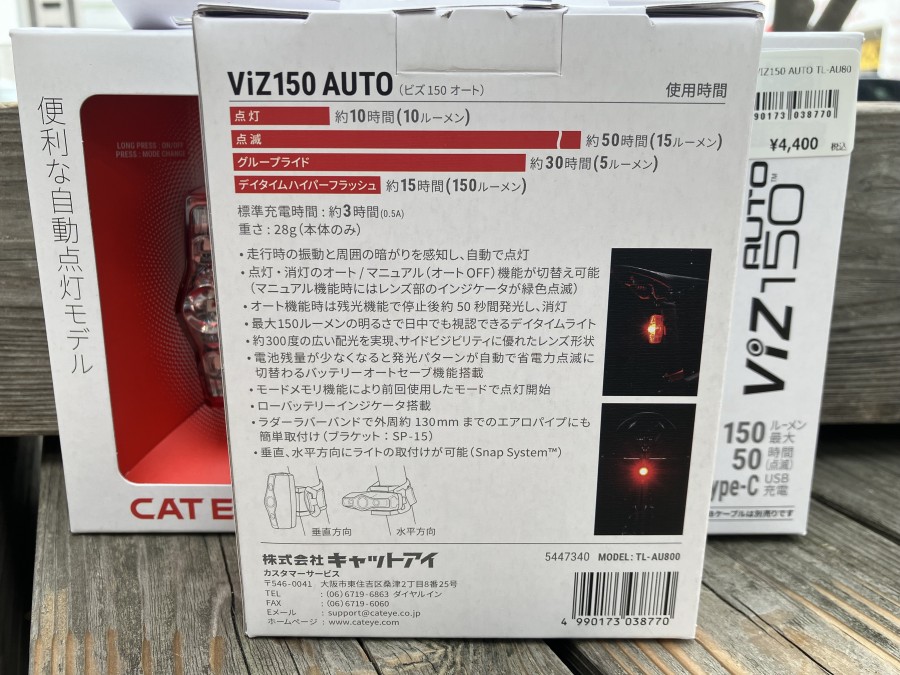 便利な自動点灯モデル
LONG PRESS : ON/OFF
PRESS : MODE CHANGE
CAT E
ViZ150 AUTO (ビズ150 オート)
使用時間
点灯 約10時間(10ルーメン)
点滅 約50時間(15ルーメン)
グループライド 約30時間(5ルーメン)
デイタイムハイパーフラッシュ 約15時間(150ルーメン)
標準充電時間 : 約3時間(0.5A)
重さ : 28g(本体のみ)
・走行時の振動と周囲の暗がりを感知し、自動で点灯
・点灯・消灯のオート / マニュアル(オートOFF)機能が切替え可能
(マニュアル機能時にはレンズ部のインジケータが緑色点滅)
・オート機能時は残光機能で停止後約50秒間発光し、消灯
・最大150ルーメンの明るさで日中でも視認できるデイタイムライト
・約300度の広い配光を実現、サイドビジビリティに優れたレンズ形状
・電池残量が少なくなると発光パターンが自動で省電力点滅に
切替わるバッテリーオートセーブ機能搭載
・モードメモリ機能により前回使用したモードで点灯開始
・ローバッテリーインジケータ搭載
・ラダーラバーバンドで外周約130mmまでのエアロパイプにも
簡単取付け(ブラケット : SP-15)
・垂直、水平方向にライトの取付けが可能(Snap System™)
垂直方向
水平方向
株式会社 キャットアイ
カスタマーサービス
〒546-0041 大阪市東住吉区桑津2丁目8番25号
TEL : (06) 6719-6863 ダイヤルイン
FAX : (06) 6719-6060
Eメール : support@cateye.co.jp
ホームページ : www.cateye.com
5447340 MODEL: TL-AU800
4 990173 038770
VIZ150 AUTO TL-AU80
90173 038770
¥4,400 税込
ViZ150™ AUTO
150 ルーメン 最大
50 時間 (点滅)
ype-C USB 充電
Bケーブルは別売りです